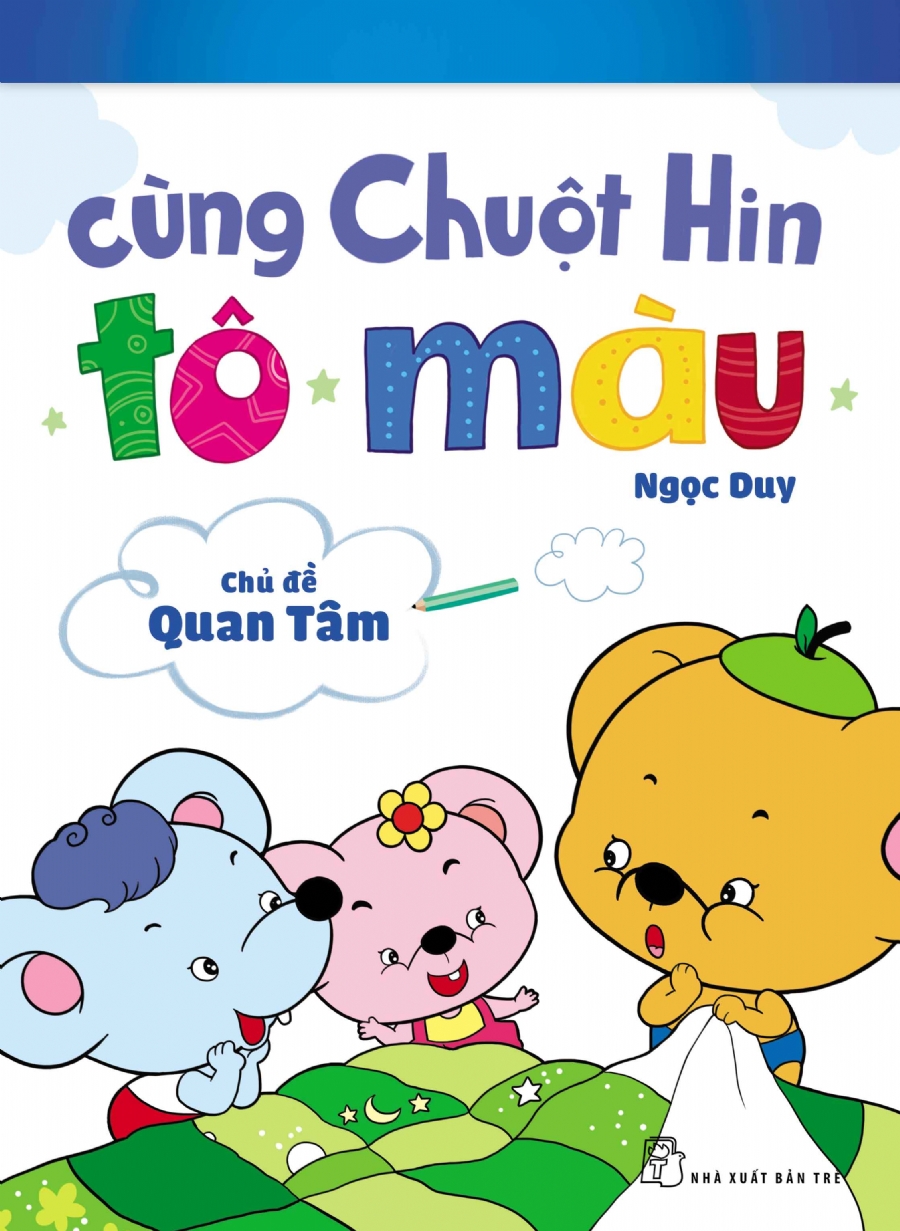 cùng Chuột Hin
tô màu
Ngọc Duy
Chủ đề
Quan Tâm
NHÀ XUẤT BẢN TRẺ